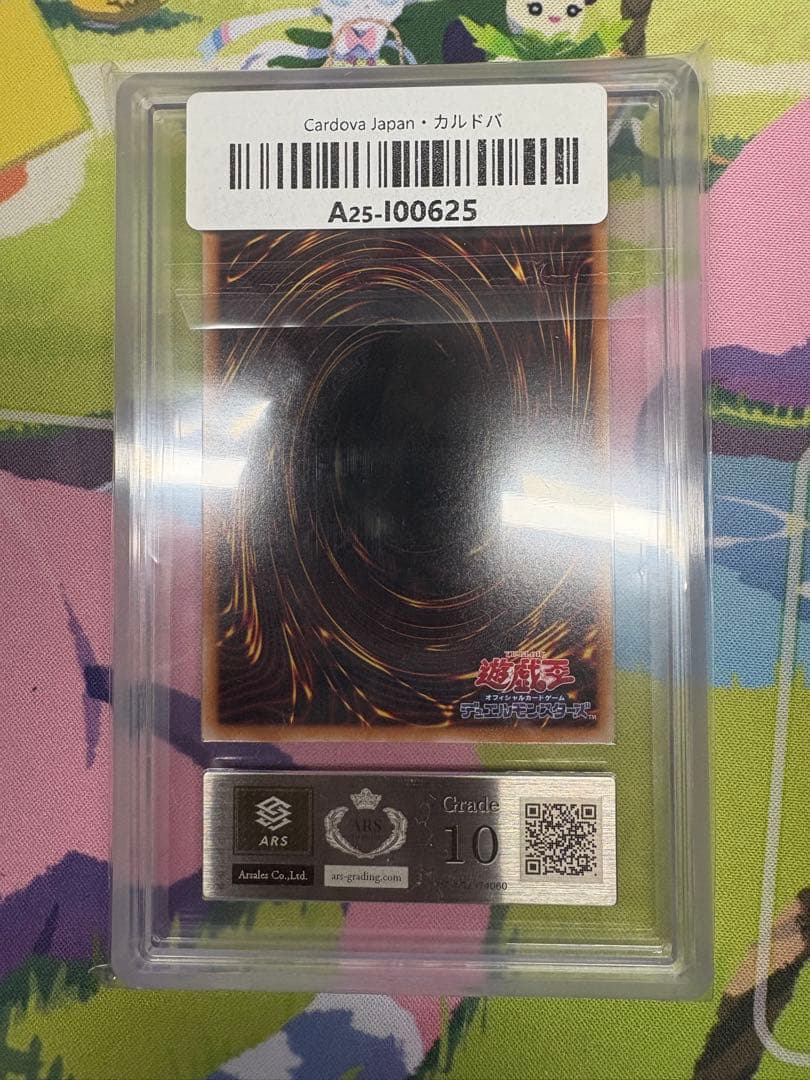 Cardova Japan・カルドバ
A25-I00625
遊戯王
オフィシャルカードゲーム
デュエルモンスターズ™
ARS
ARS
Grade
10
Arsales Co.,Ltd.
ars-grading.com